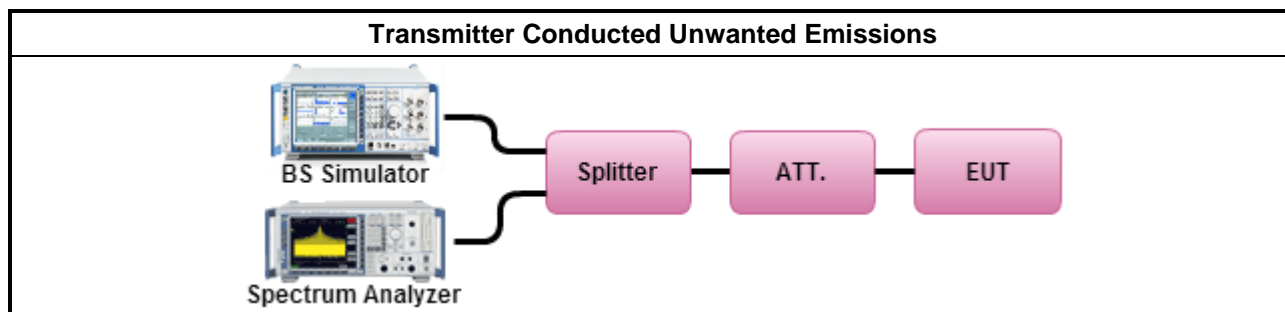 Transmitter Conducted Unwanted Emissions
BS Simulator
Splitter
ATT.
EUT
Spectrum Analyzer